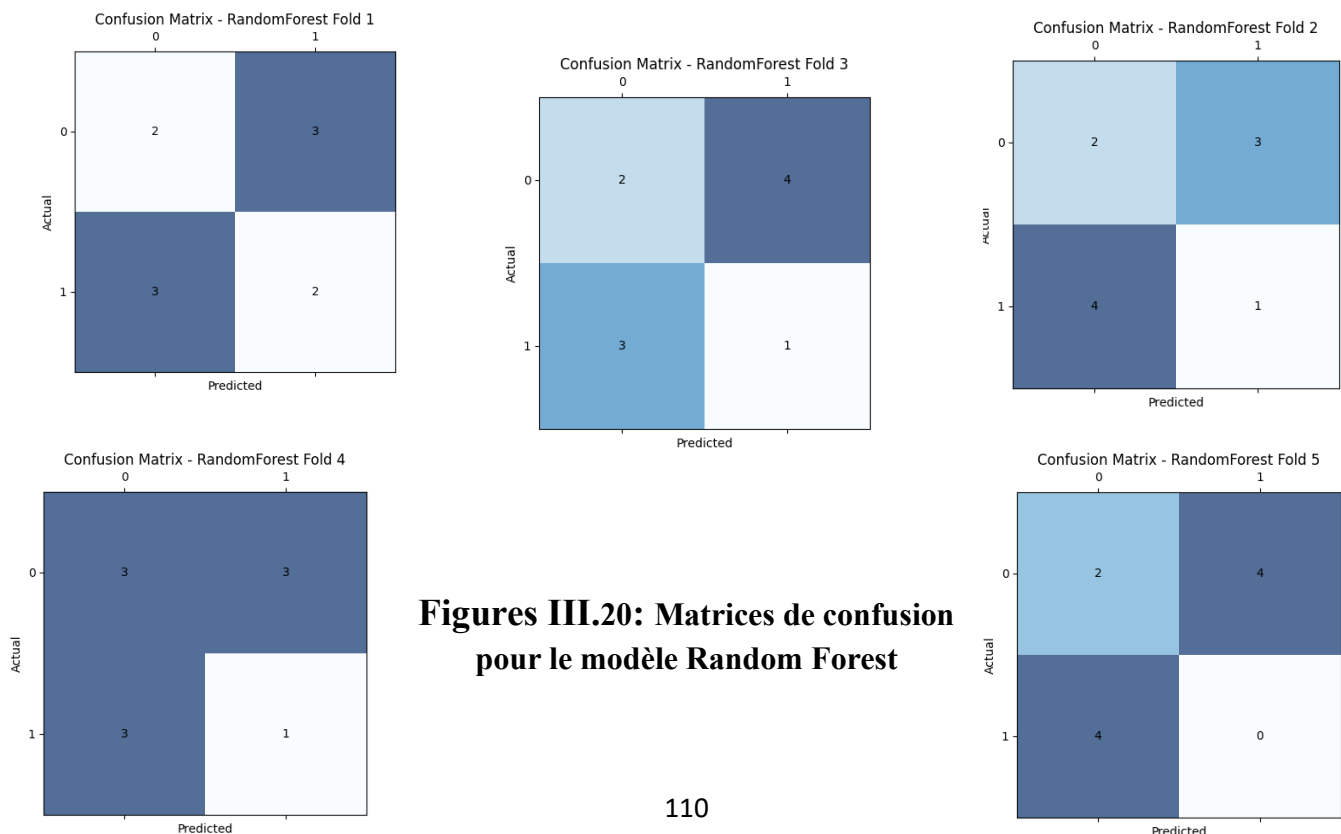 Confusion Matrix - RandomForest Fold 1
0 1
0 2 3
Actual
1 3 2
Predicted
Confusion Matrix - RandomForest Fold 3
0 1
0 2 4
Actual
1 3 1
Predicted
Confusion Matrix - RandomForest Fold 2
0 1
0 2 3
Actual
1 4 1
Predicted
Confusion Matrix - RandomForest Fold 4
0 1
0 3 3
Actual
1 3 1
Predicted
Figures III.20: Matrices de confusion
pour le modèle Random Forest
Confusion Matrix - RandomForest Fold 5
0 1
0 2 4
Actual
1 4 0
Predicted
110